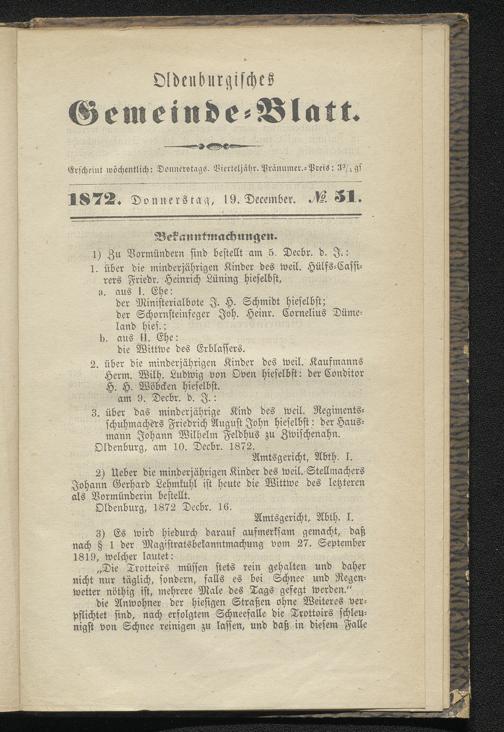 Oldenburgisches
Gemeinde=Blatt.
Erscheint wöchentlich: Donnerstags. Vierteljähr. Pränumer.=Preis: 3¾ gſ
1872. Donnerstag, 19. December. № 51.
Bekanntmachungen.
1) Zu Vormündern sind bestellt am 5. Decbr. d. J.:
1. über die minderjährigen Kinder des weil. Hülfs=Cassi=
rers Friedr. Heinrich Lüning hieselbst,
a. aus I. Ehe:
der Ministerialbote J. H. Schmidt hieselbst;
der Schornsteinfeger Joh. Heinr. Cornelius Düme=
land hies.;
b. aus II. Ehe:
die Wittwe des Erblassers.
2. über die minderjährigen Kinder des weil. Kaufmanns
Herm. Wilh. Ludwig von Oven hieselbst: der Conditor
H. H. Wöbcken hieselbst.
am 9. Decbr. d. J.:
3. über das minderjährige Kind des weil. Regiments=
schuhmachers Friedrich August John hieselbst: der Haus=
mann Johann Wilhelm Feldhus zu Zwischenahn.
Oldenburg, am 10. Decbr. 1872.
Amtsgericht, Abth. I.
2) Ueber die minderjährigen Kinder des weil. Stellmachers
Johann Gerhard Lehmkuhl ist heute die Wittwe des letzteren
als Vormünderin bestellt.
Oldenburg, 1872 Decbr. 16.
Amtsgericht, Abth. I.
3) Es wird hiedurch darauf aufmerksam gemacht, daß
nach § 1 der Magistratsbekanntmachung vom 27. September
1819, welcher lautet:
„Die Trottoirs müssen stets rein gehalten und daher
nicht nur täglich, sondern, falls es bei Schnee und Regen=
wetter nöthig ist, mehrere Male des Tags gefegt werden.“
die Anwohner der hiesigen Straßen ohne Weiteres ver=
pflichtet sind, nach erfolgtem Schneefalle die Trottoirs schleu=
nigst von Schnee reinigen zu lassen, und daß in diesem Falle